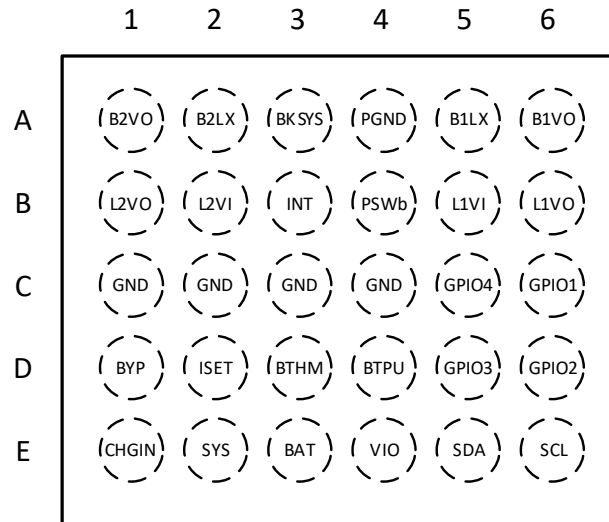 1 2 3 4 5 6
A B2VO B2LX BKSYS PGND B1LX B1VO
B L2VO L2VI INT PSWb L1VI L1VO
C GND GND GND GND GPIO4 GPIO1
D BYP ISET BTHM BTPU GPIO3 GPIO2
E CHGIN SYS BAT VIO SDA SCL